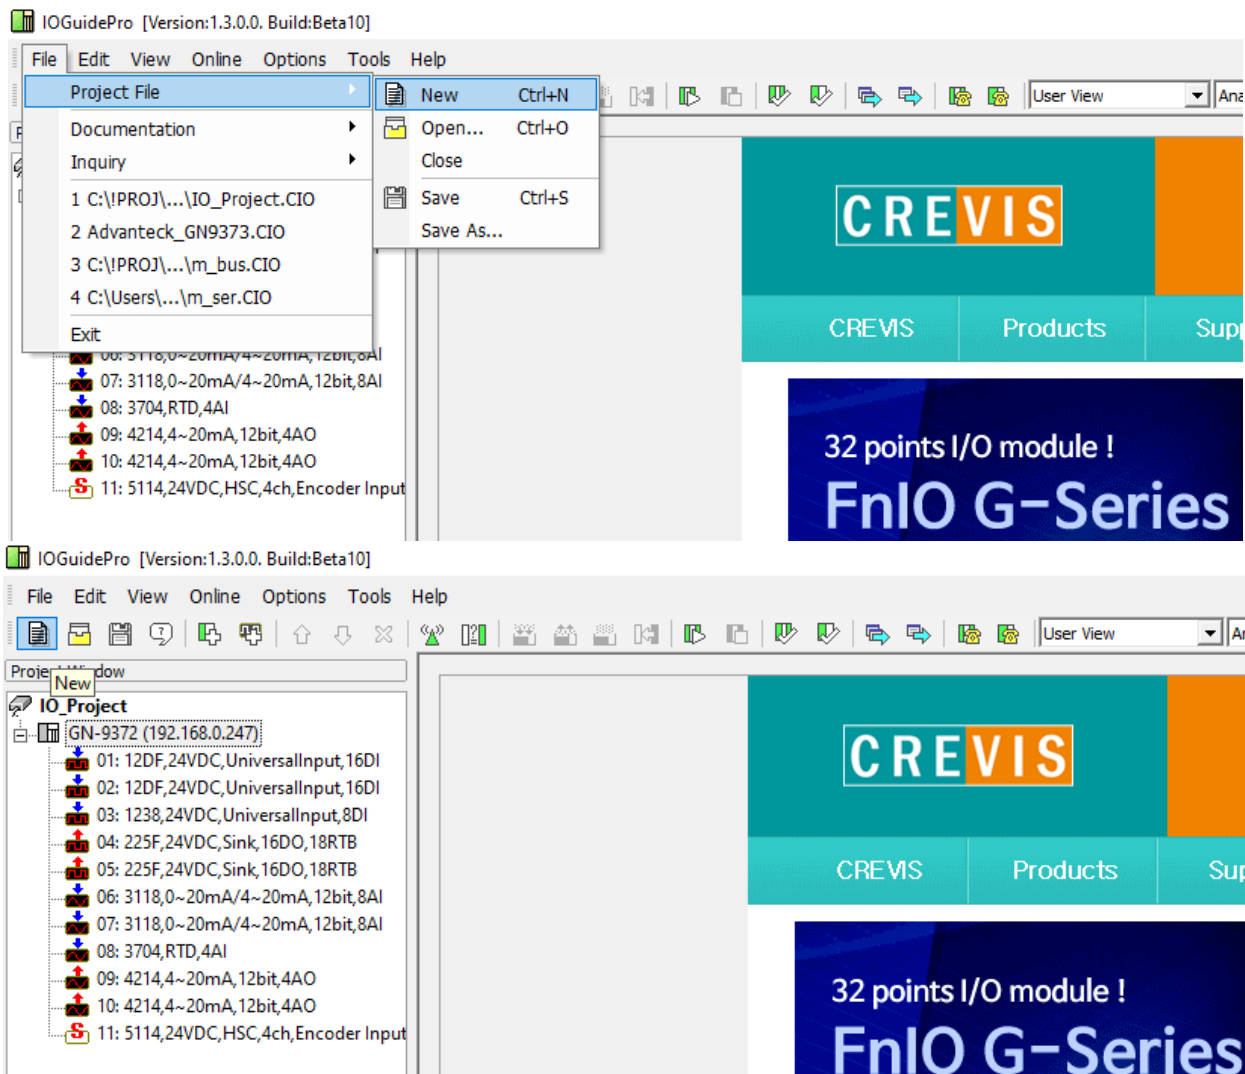 IOGuidePro [Version:1.3.0.0. Build:Beta10]
File Edit View Online Options Tools Help
Project File
New Ctrl+N
User View
Documentation
Open... Ctrl+O
Inquiry
Close
1 C:\!PROJ\...\IO_Project.CIO
Save Ctrl+S
2 Advanteck_GN9373.CIO
Save As...
3 C:\!PROJ\...\m_bus.CIO
4 C:\Users\...\m_ser.CIO
Exit
CREVIS
CREVIS Products
06: 3118,0~20mA/4~20mA,12bit,8AI
07: 3118,0~20mA/4~20mA,12bit,8AI
08: 3704,RTD,4AI
09: 4214,4~20mA,12bit,4AO
10: 4214,4~20mA,12bit,4AO
11: 5114,24VDC,HSC,4ch,Encoder Input
32 points I/O module !
FnIO G-Series
IOGuidePro [Version:1.3.0.0. Build:Beta10]
File Edit View Online Options Tools Help
User View
New
IO_Project
GN-9372 (192.168.0.247)
01: 12DF,24VDC,UniversalInput,16DI
02: 12DF,24VDC,UniversalInput,16DI
03: 1238,24VDC,UniversalInput,8DI
04: 225F,24VDC,Sink,16DO,18RTB
05: 225F,24VDC,Sink,16DO,18RTB
06: 3118,0~20mA/4~20mA,12bit,8AI
07: 3118,0~20mA/4~20mA,12bit,8AI
08: 3704,RTD,4AI
09: 4214,4~20mA,12bit,4AO
10: 4214,4~20mA,12bit,4AO
11: 5114,24VDC,HSC,4ch,Encoder Input
CREVIS
CREVIS Products
32 points I/O module !
FnIO G-Series